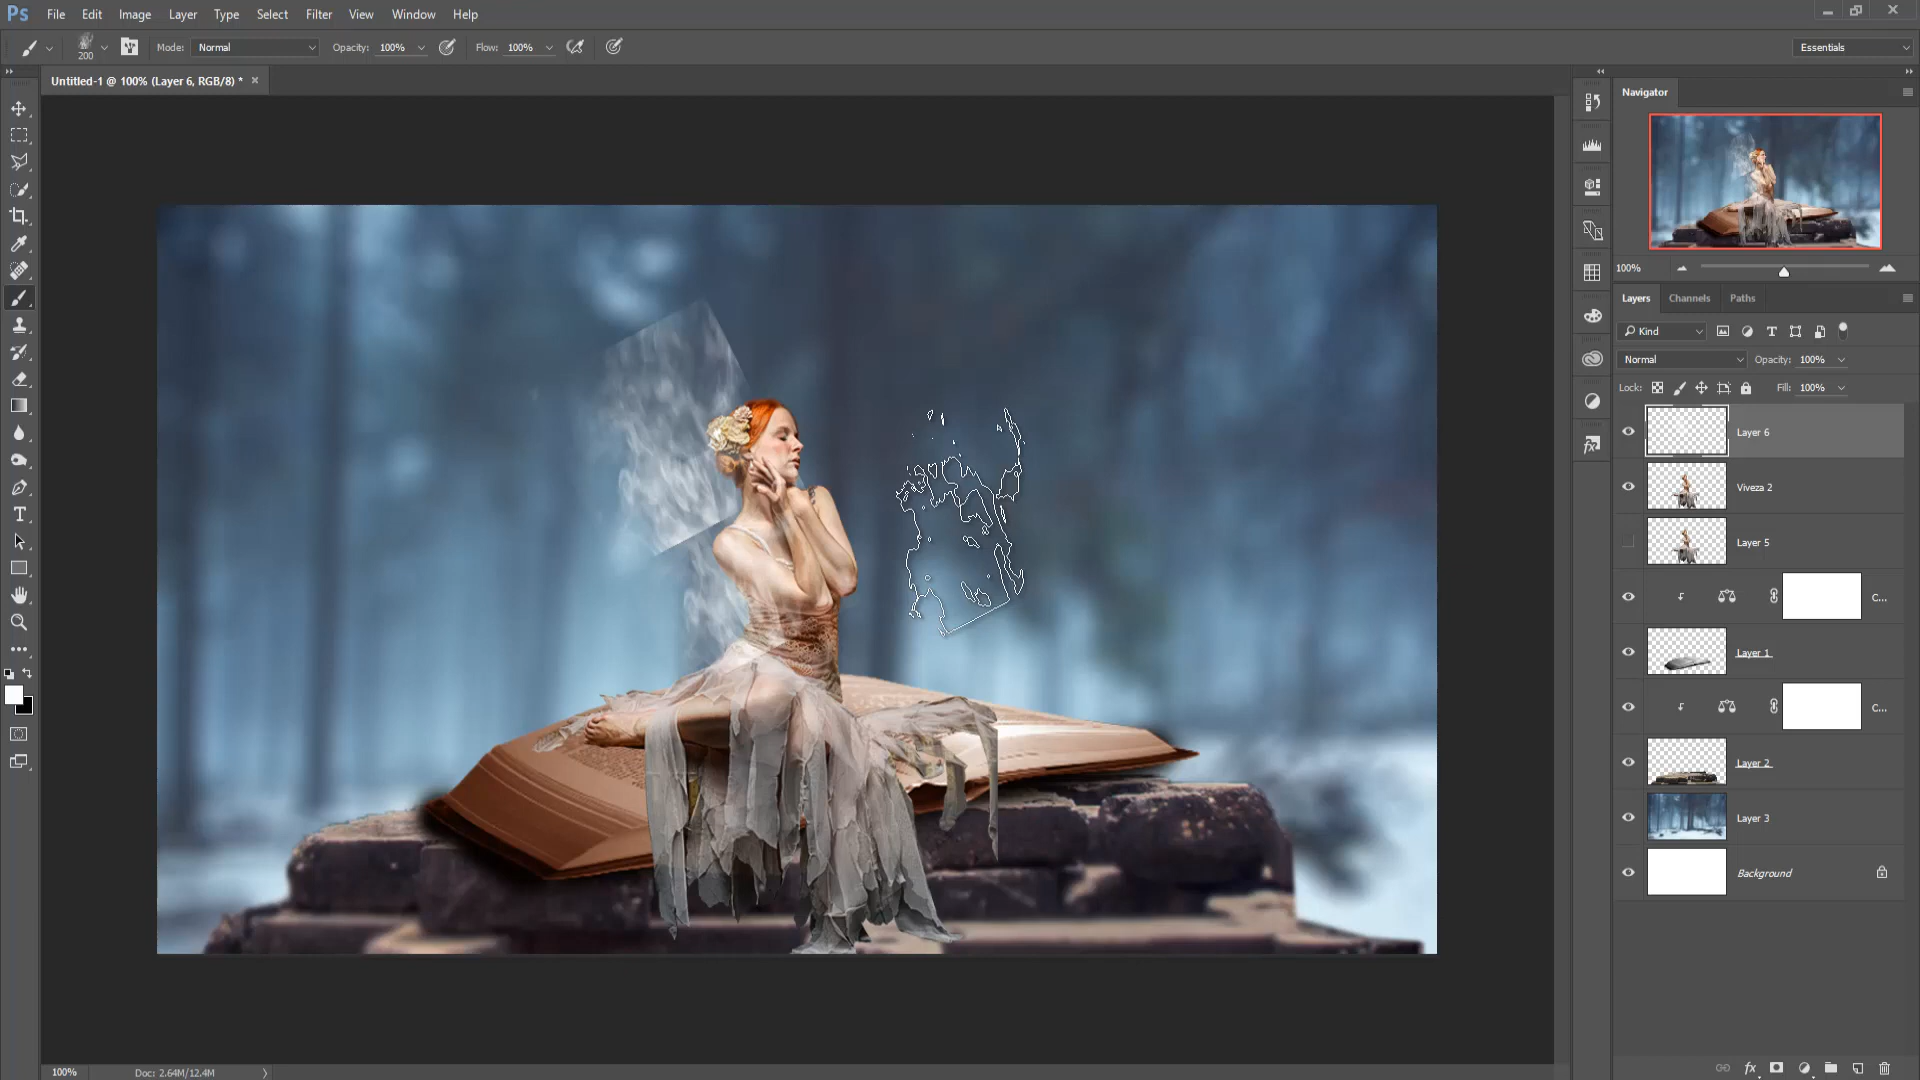 Ps File Edit Image Layer Type Select Filter View Window Help
200 Mode: Normal Opacity: 100% Flow: 100% Essentials
Untitled-1 @ 100% (Layer 6, RGB/8) * ×
Navigator
100%
Layers Channels Paths
Kind
Normal Opacity: 100%
Lock: Fill: 100%
Layer 6
Viveza 2
Layer 5
C...
Layer 1
C...
Layer 2
Layer 3
Background
fx
100% Doc: 2.64M/12.4M